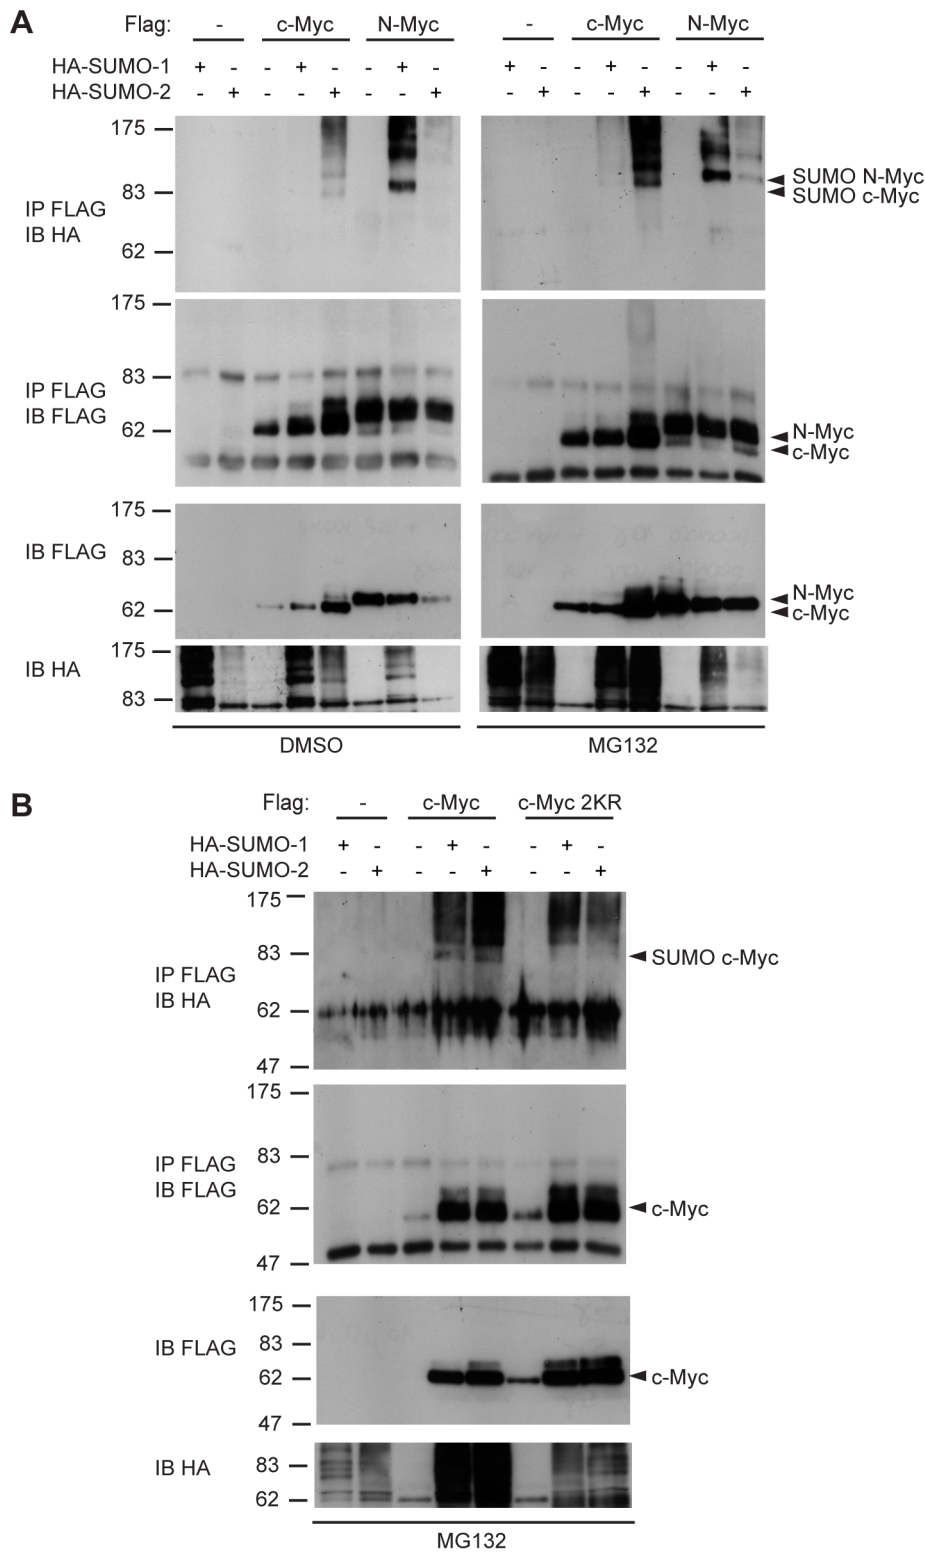 A
Flag: - c-Myc N-Myc - c-Myc N-Myc
HA-SUMO-1 + - - + - - + - + - - + - - + -
HA-SUMO-2 - + - - + - - + - + - - + - - +
175
83
62
IP FLAG
IB HA
SUMO N-Myc
SUMO c-Myc
175
83
62
IP FLAG
IB FLAG
N-Myc
c-Myc
175
83
62
IB FLAG
N-Myc
c-Myc
175
83
IB HA
DMSO MG132
B
Flag: - c-Myc c-Myc 2KR
HA-SUMO-1 + - - + - - + -
HA-SUMO-2 - + - - + - - +
175
83
62
47
IP FLAG
IB HA
SUMO c-Myc
175
83
62
47
IP FLAG
IB FLAG
c-Myc
175
83
62
47
IB FLAG
c-Myc
83
62
IB HA
MG132